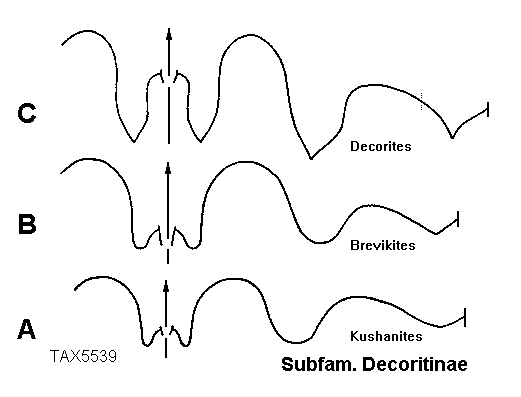 C
Decorites
B
Brevikites
A
Kushanites
TAX5539
Subfam. Decoritinae